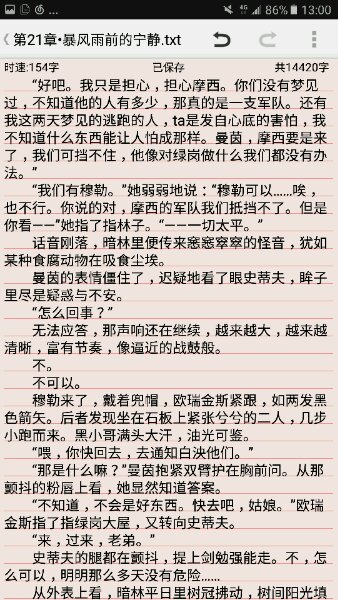 4G 86% 13:00
第21章•暴风雨前的宁静.txt
时速:154字 已保存 共14420字
“好吧。我只是担心，担心摩西。你们没有梦见
过，不知道他的人有多少，那真的是一支军队。还有
我这两天梦见的逃跑的人，ta是发自心底的害怕，我
不知道什么东西能让人怕成那样。曼茵，摩西要是来
了，我们可挡不住，他像对绿岗做什么我们都没有办
法。”
“我们有穆勒。”她弱弱地说：“穆勒可以……唉，
也不行。你说的对，摩西的军队我们抵挡不了。但是
你看——”她指了指林子。“——一切太平。”
话音刚落，暗林里便传来窸窸窣窣的怪音，犹如
某种食腐动物在吸食尘埃。
曼茵的表情僵住了，迟疑地看了眼史蒂夫，眸子
里尽是疑惑与不安。
“怎么回事？”
无法应答，那声响还在继续，越来越大，越来越
清晰，富有节奏，像逼近的战鼓般。
不。
不可以。
穆勒来了，戴着兜帽，欧瑞金斯紧跟，如两发黑
色箭矢。后者发现坐在石板上紧张兮兮的二人，几步
小跑而来。黑小哥满头大汗，油光可鉴。
“喂，你快回去，去通知白泱他们。”
“那是什么嘛？”曼茵抱紧双臂护在胸前问。从那
颤抖的粉唇上看，她显然知道答案。
“不知道，不会是好东西。快去吧，姑娘。”欧瑞
金斯指了指绿岗大屋，又转向史蒂夫。
“来，过来，老弟。”
史蒂夫的腿都在颤抖，提上剑勉强能走。不，怎
么可以，明明那么多天没有危险……
从外表上看，暗林平日里树冠拂动，树间阳光填